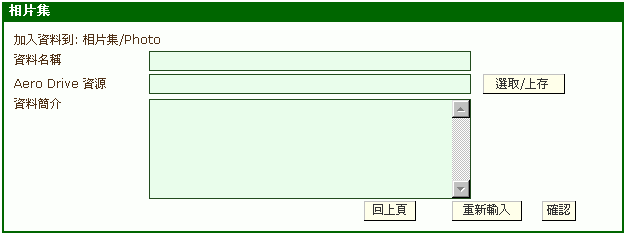 相片集
加入資料到: 相片集/Photo
資料名稱
Aero Drive 資源 選取/上存
資料簡介
回上頁 重新輸入 確認